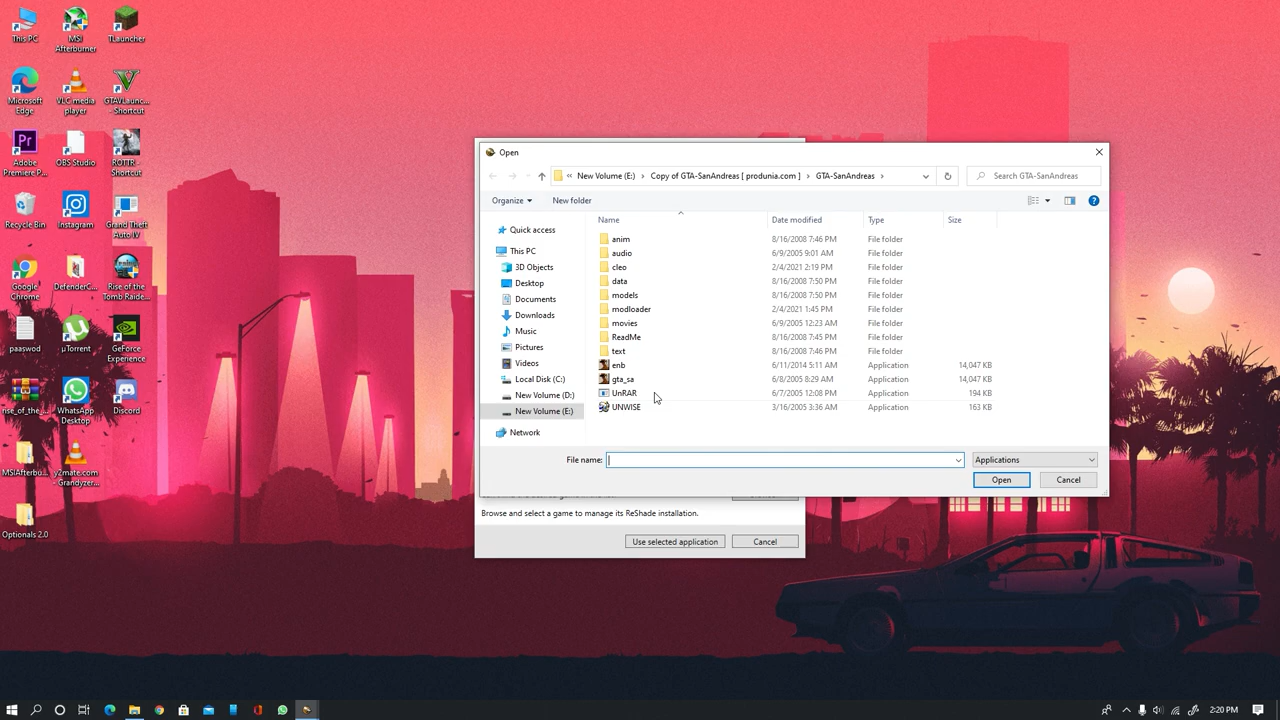 This PC
MSI
Afterburner
TLauncher
Microsoft
Edge
VLC media
player
GTAVLaunc...
- Shortcut
Adobe
Premiere P...
OBS Studio
ROTTR -
Shortcut
Recycle Bin
Instagram
Grand Theft
Auto IV
Google
Chrome
DefenderC...
Rise of the
Tomb Raide...
paaswod
µTorrent
GeForce
Experience
rise_of_the_...
WhatsApp
Desktop
Discord
MSIAfterbu...
y2mate.com
- Grandyzer...
Optionals 2.0
Open
« New Volume (E:) › Copy of GTA-SanAndreas [ produnia.com ] › GTA-SanAndreas ›
Search GTA-SanAndreas
Organize
New folder
Quick access
This PC
3D Objects
Desktop
Documents
Downloads
Music
Pictures
Videos
Local Disk (C:)
New Volume (D:)
New Volume (E:)
Network
Name Date modified Type Size
anim 8/16/2008 7:46 PM File folder
audio 6/9/2005 9:01 AM File folder
cleo 2/4/2021 2:19 PM File folder
data 8/16/2008 7:50 PM File folder
models 8/16/2008 7:50 PM File folder
modloader 2/4/2021 1:45 PM File folder
movies 6/9/2005 12:23 AM File folder
ReadMe 8/16/2008 7:45 PM File folder
text 8/16/2008 7:46 PM File folder
enb 6/11/2014 5:11 AM Application 14,047 KB
gta_sa 6/8/2005 8:29 AM Application 14,047 KB
UnRAR 6/7/2005 12:08 PM Application 194 KB
UNWISE 3/16/2005 3:36 AM Application 163 KB
File name:
Applications
Open
Cancel
Browse and select a game to manage its ReShade installation.
Use selected application
Cancel
2:20 PM